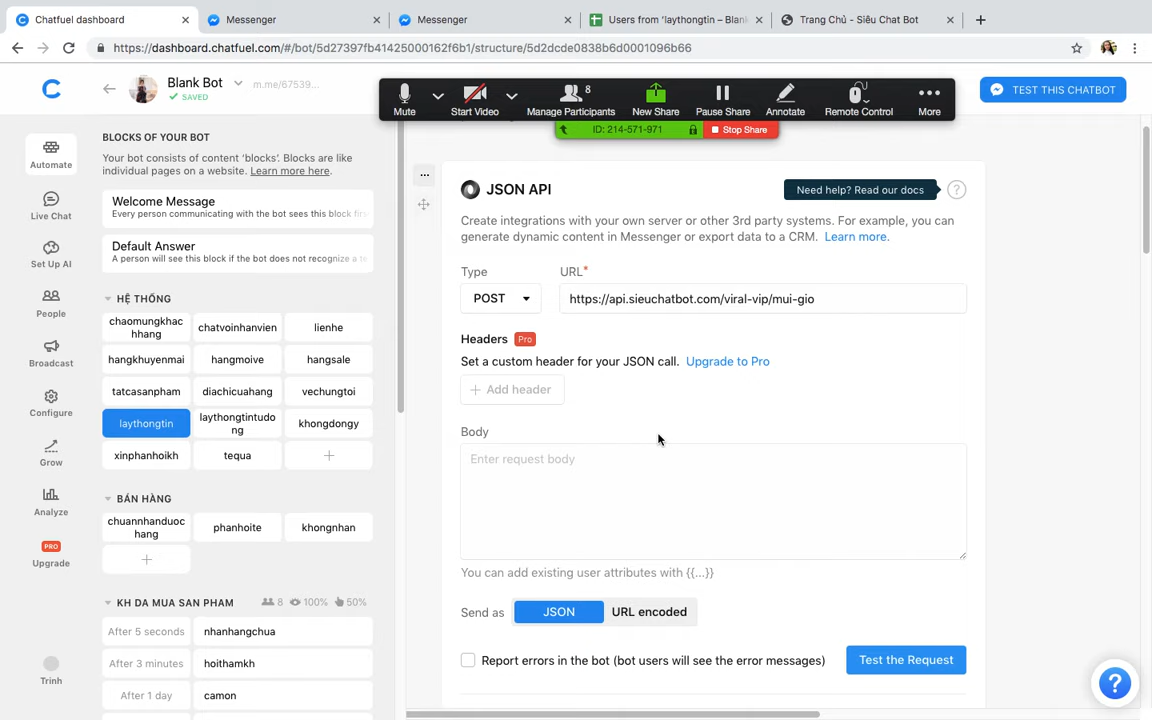 Chatfuel dashboard
Messenger
Messenger
Users from 'laythongtin – Blank
Trang Chủ - Siêu Chat Bot
https://dashboard.chatfuel.com/#/bot/5d27397fb41425000162f6b1/structure/5d2dcde0838b6d0001096b66
Blank Bot
SAVED
m.me/67539...
8
Mute
Start Video
Manage Participants
New Share
Pause Share
Annotate
Remote Control
More
ID: 214-571-971
Stop Share
TEST THIS CHATBOT
Automate
Live Chat
Set Up AI
People
Broadcast
Configure
Grow
Analyze
PRO
Upgrade
Trinh
BLOCKS OF YOUR BOT
Your bot consists of content 'blocks'. Blocks are
individual pages on a website. Learn more here.
Welcome Message
Every person communicating with the bot sees this block first
Default Answer
A person will see this block if the bot does not recognize a te
HỆ THỐNG
chaomungkhac
hhang
chatvoinhanvien
lienhe
hangkhuyenmai
hangmoive
hangsale
tatcasanpham
diachicuahang
vechungtoi
laythongtin
laythongtintudo
ng
khongdongy
xinphanhoikh
tequa
BÁN HÀNG
chuannhanduoc
hang
phanhoite
khongnhan
KH DA MUA SAN PHAM
8
100%
50%
After 5 seconds
nhanhangchua
After 3 minutes
hoithamkh
After 1 day
camon
JSON API
Need help? Read our docs
?
Create integrations with your own server or other 3rd party systems. For example, you can
generate dynamic content in Messenger or export data to a CRM. Learn more.
Type
URL*
POST
https://api.sieuchatbot.com/viral-vip/mui-gio
Headers
Pro
Set a custom header for your JSON call. Upgrade to Pro
+ Add header
Body
Enter request body
You can add existing user attributes with {{...}}
Send as
JSON
URL encoded
Report errors in the bot (bot users will see the error messages)
Test the Request
?